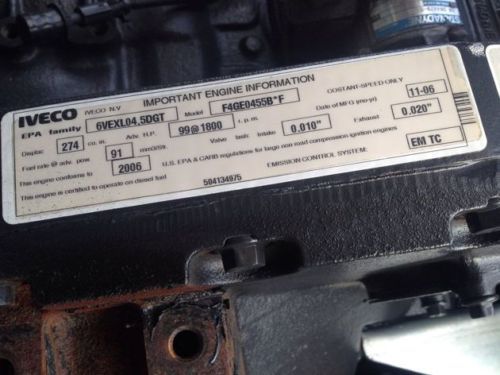 IVECO IVECO N.V IMPORTANT ENGINE INFORMATION COSTANT-SPEED-ONLY
EPA family 6VEXL04.5DGT Model F4GE0455B*F Date of MFG (mo-yr) 11-06
Displac 274 cu. in. Adv. H.P. 99@1800 r. p. m. Valve lash: Intake 0.010" Exhaust 0.020"
Fuel rate @ adv. pow 91 mm3/Str.
This engine conforms to 2006 U.S. EPA & CARB regulations for large non road compression ignition engines
This engine is certified to operate on diesel fuel EMISSION CONTROL SYSTEM: EM TC
504134975
STANADYN